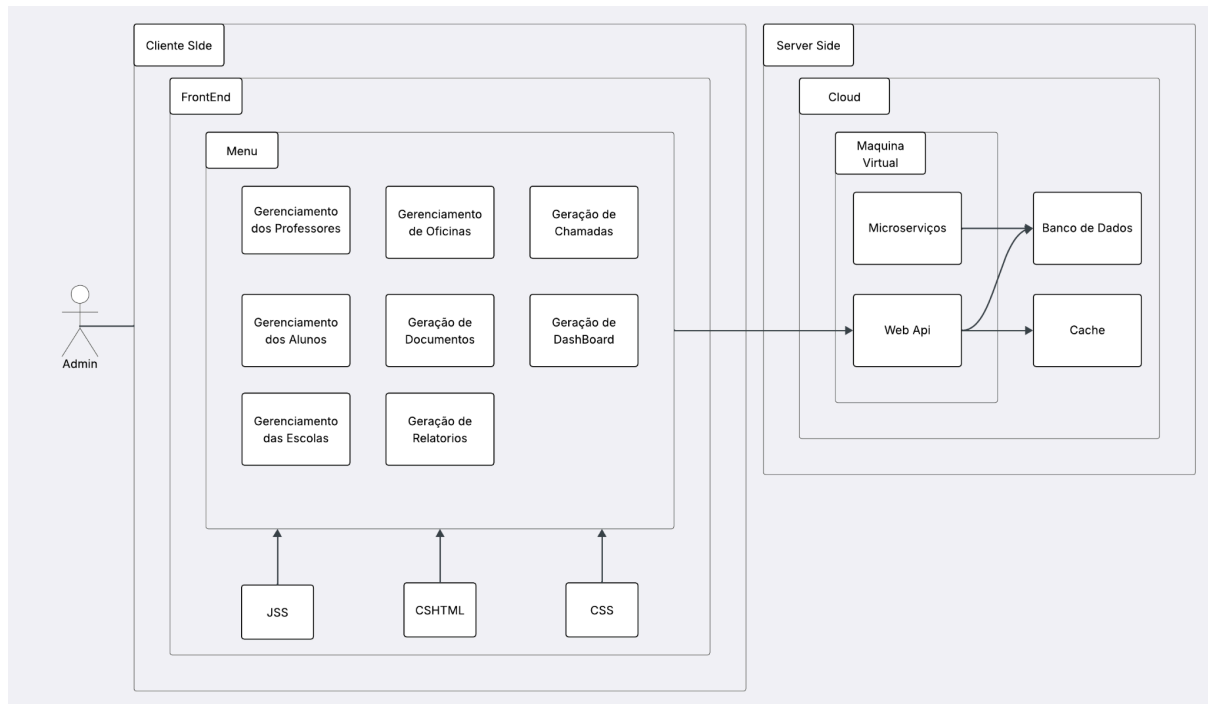 Cliente SIde
Server Side
FrontEnd
Cloud
Menu
Maquina
Virtual
Gerenciamento
dos Professores
Gerenciamento
de Oficinas
Geração de
Chamadas
Microserviços
Banco de Dados
Gerenciamento
dos Alunos
Geração de
Documentos
Geração de
DashBoard
Web Api
Cache
Admin
Gerenciamento
das Escolas
Geração de
Relatorios
JSS
CSHTML
CSS